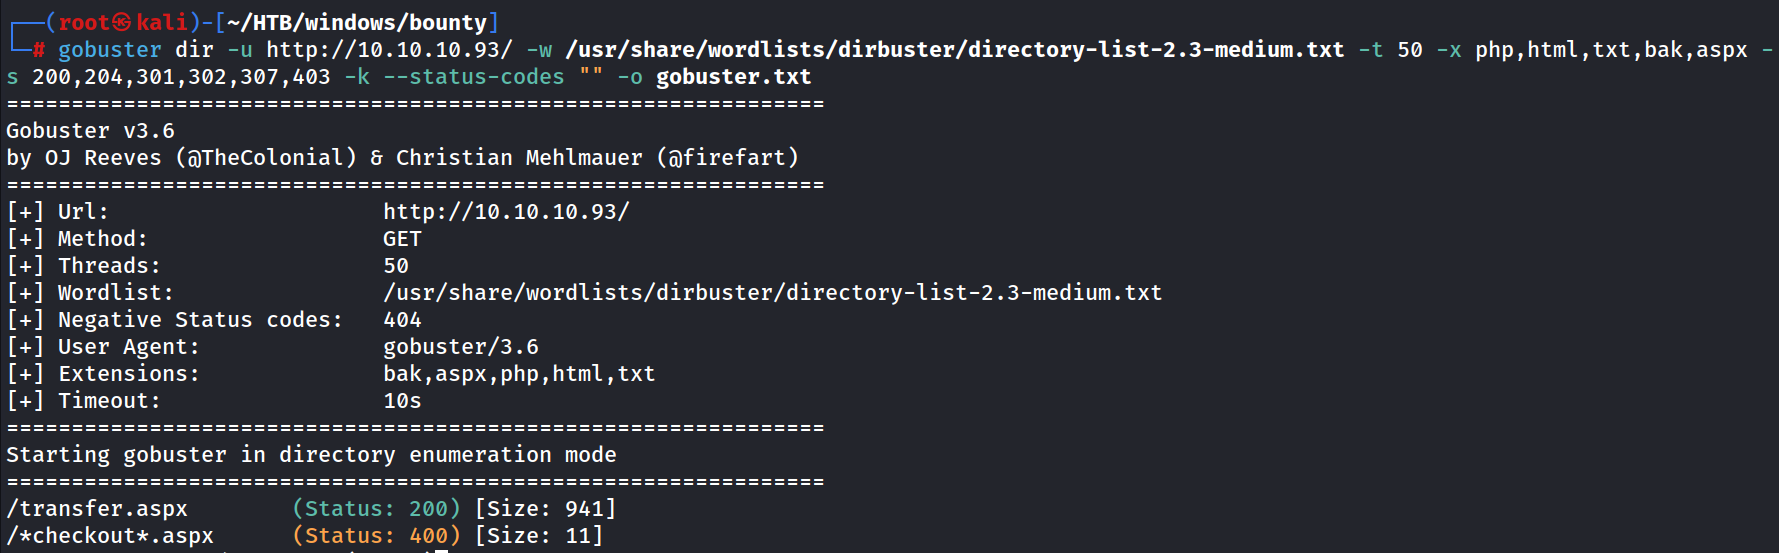 ┌──(root㉿kali)-[~/HTB/windows/bounty]
└─# gobuster dir -u http://10.10.10.93/ -w /usr/share/wordlists/dirbuster/directory-list-2.3-medium.txt -t 50 -x php,html,txt,bak,aspx -
s 200,204,301,302,307,403 -k --status-codes "" -o gobuster.txt
===============================================================
Gobuster v3.6
by OJ Reeves (@TheColonial) & Christian Mehlmauer (@firefart)
===============================================================
[+] Url:                     http://10.10.10.93/
[+] Method:                  GET
[+] Threads:                 50
[+] Wordlist:                /usr/share/wordlists/dirbuster/directory-list-2.3-medium.txt
[+] Negative Status codes:   404
[+] User Agent:              gobuster/3.6
[+] Extensions:              bak,aspx,php,html,txt
[+] Timeout:                 10s
===============================================================
Starting gobuster in directory enumeration mode
===============================================================
/transfer.aspx        (Status: 200) [Size: 941]
/*checkout*.aspx      (Status: 400) [Size: 11]